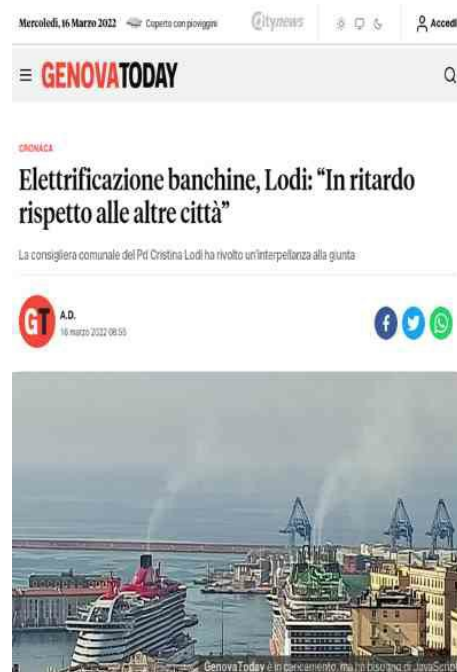 Mercoledì, 16 Marzo 2022 Coperto con pioviggini Citynews Accedi
GENOVATODAY
CRONACA
Elettrificazione banchine, Lodi: “In ritardo
rispetto alle altre città”
La consigliera comunale del Pd Cristina Lodi ha rivolto un'interpellanza alla giunta
GT A.D.
16 marzo 2022 08:55
GenovaToday è in caricamento, ma ha bisogno di JavaScrip